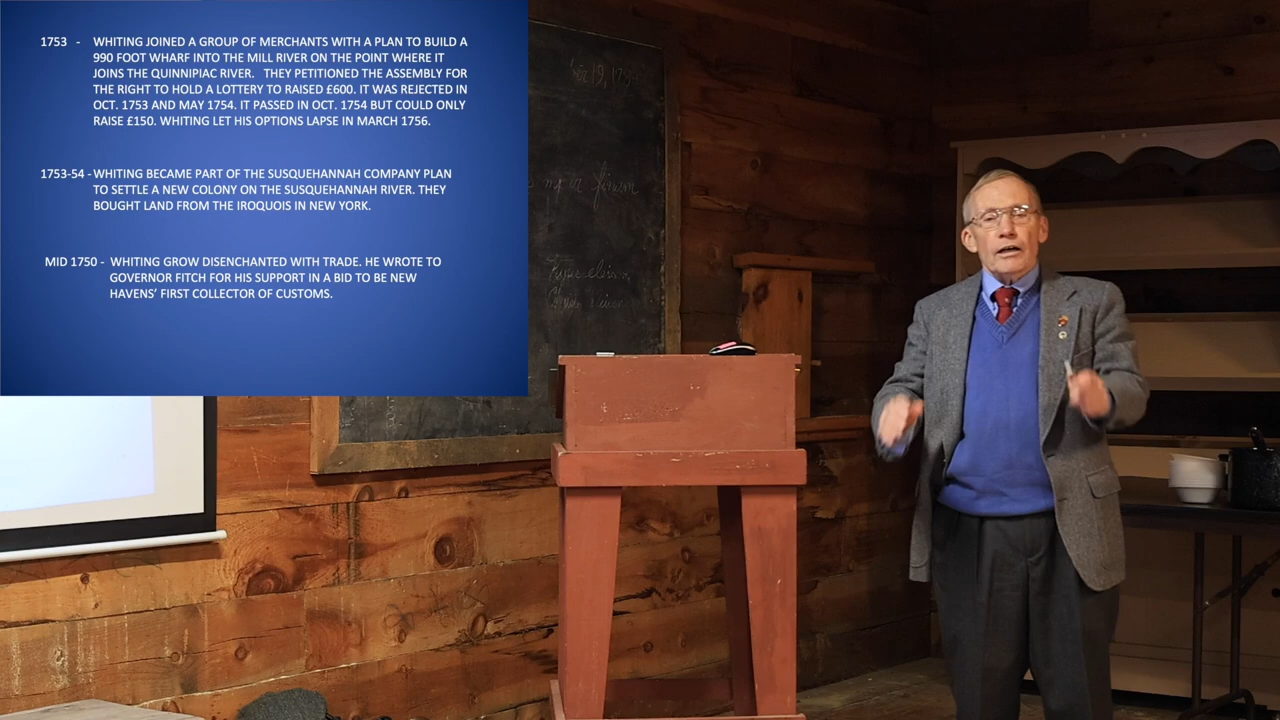 1753 - WHITING JOINED A GROUP OF MERCHANTS WITH A PLAN TO BUILD A
990 FOOT WHARF INTO THE MILL RIVER ON THE POINT WHERE IT
JOINS THE QUINNIPIAC RIVER. THEY PETITIONED THE ASSEMBLY FOR
THE RIGHT TO HOLD A LOTTERY TO RAISED £600. IT WAS REJECTED IN
OCT. 1753 AND MAY 1754. IT PASSED IN OCT. 1754 BUT COULD ONLY
RAISE £150. WHITING LET HIS OPTIONS LAPSE IN MARCH 1756.
1753-54 - WHITING BECAME PART OF THE SUSQUEHANNAH COMPANY PLAN
TO SETTLE A NEW COLONY ON THE SUSQUEHANNAH RIVER. THEY
BOUGHT LAND FROM THE IROQUOIS IN NEW YORK.
MID 1750 - WHITING GROW DISENCHANTED WITH TRADE. HE WROTE TO
GOVERNOR FITCH FOR HIS SUPPORT IN A BID TO BE NEW
HAVENS' FIRST COLLECTOR OF CUSTOMS.